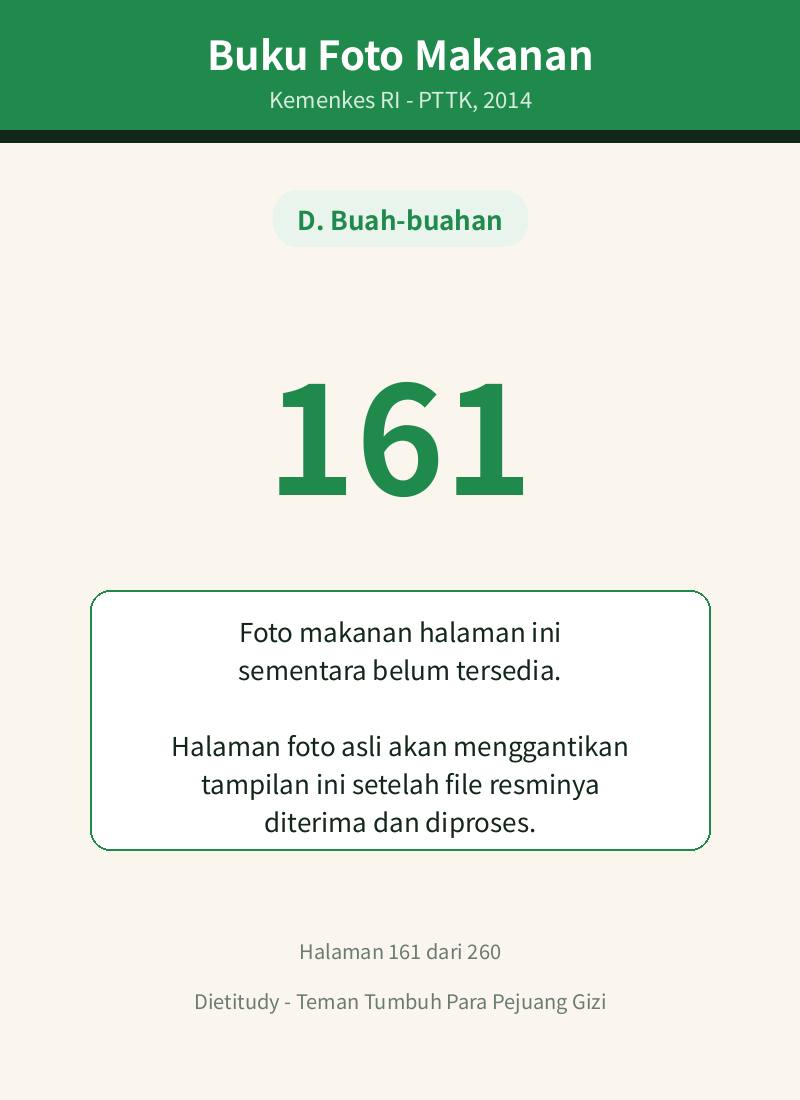 Buku Foto Makanan
Kemenkes RI - PTTK, 2014
D. Buah-buahan
161
Foto makanan halaman ini
sementara belum tersedia.
Halaman foto asli akan menggantikan
tampilan ini setelah file resminya
diterima dan diproses.
Halaman 161 dari 260
Dietitudy - Teman Tumbuh Para Pejuang Gizi